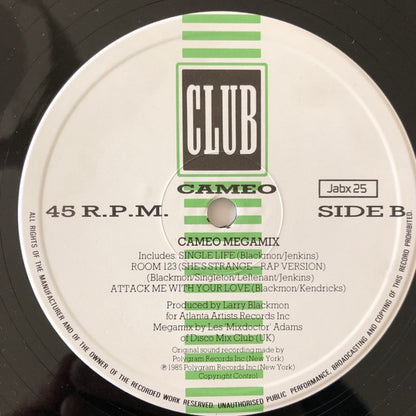 CLUB
CAMEO
Jabx 25
45 R.P.M.
SIDE B
CAMEO MEGAMIX
Includes: SINGLE LIFE (Blackmon/Jenkins)
ROOM 123 (SHE'S STRANGE—RAP VERSION)
(Blackmon/Singleton/Leftenant/Jenkins)
ATTACK ME WITH YOUR LOVE (Blackmon/Kendricks)
Produced by Larry Blackmon
for Atlanta Artists Records Inc
Megamix by Les 'Mixdoctor' Adams
of Disco Mix Club (UK)
Original sound recording made by
Polygram Records Inc (New York)
℗ 1985 Polygram Records Inc (New York)
Copyright Control
ALL RIGHTS OF THE MANUFACTURER AND OF THE OWNER OF THE RECORDED WORK RESERVED. UNAUTHORISED PUBLIC PERFORMANCE, BROADCASTING AND COPYING OF THIS RECORD PROHIBITED.